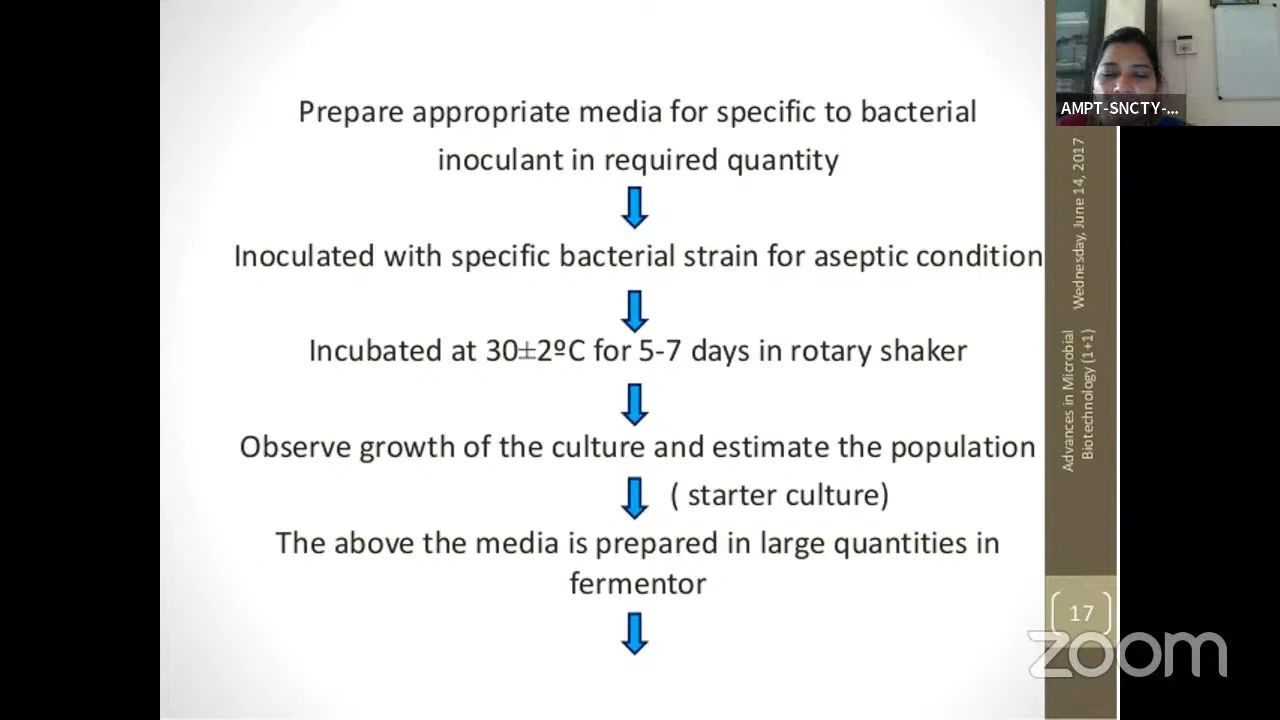 Prepare appropriate media for specific to bacterial
inoculant in required quantity
Inoculated with specific bacterial strain for aseptic condition
Incubated at 30±2ºC for 5-7 days in rotary shaker
Observe growth of the culture and estimate the population
( starter culture)
The above the media is prepared in large quantities in
fermentor
AMPT-SNCTY-...
Wednesday, June 14, 2017
Advances in Microbial
Biotechnology (1+1)
17
zoom